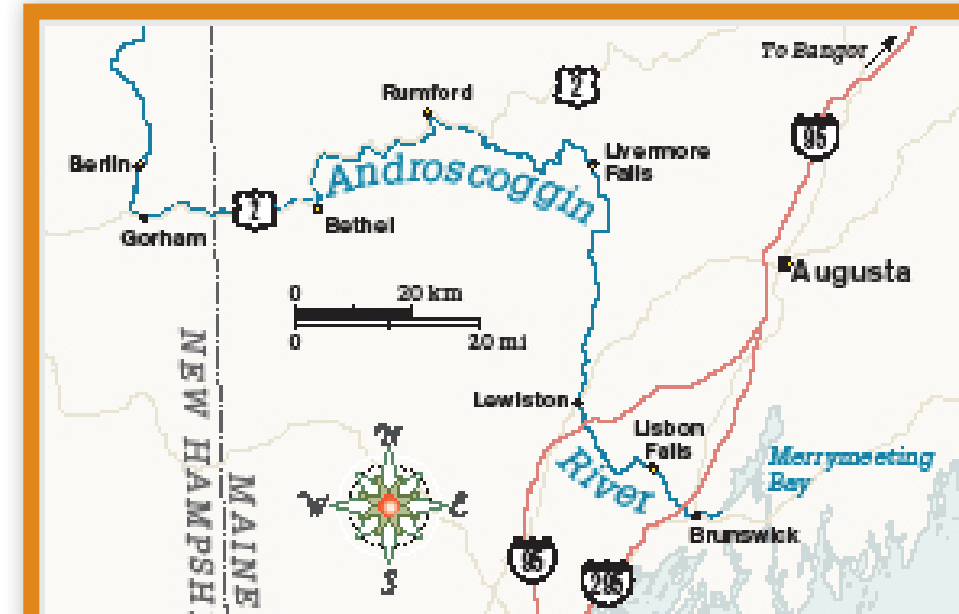 To Bangor
2
Rumford
95
Berlin
Livermore
Falls
Androscoggin
2
Bethel
Gorham
Augusta
0 20 km
0 20 mi
NEW HAMPSH
MAINE
Lewiston
Lisbon
Falls
N
W E
S
River
Merrymeeting
Bay
Brunswick
95
295